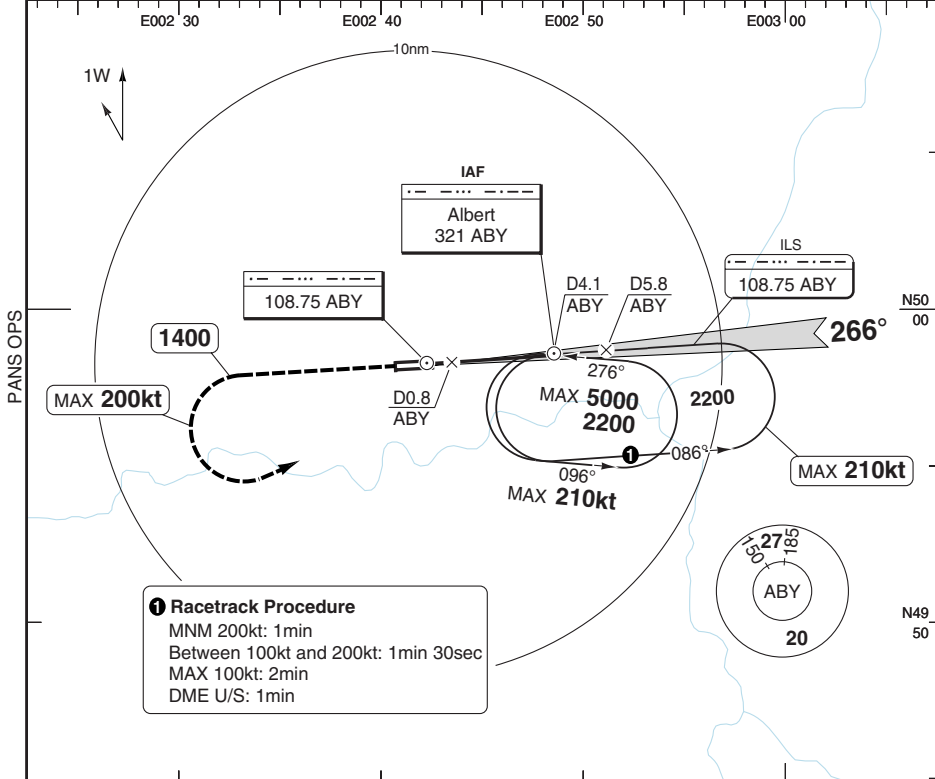 E002 30
E002 40
E002 50
E003 00
10nm
1W
IAF
Albert
321 ABY
ILS
108.75 ABY
D4.1
ABY
D5.8
ABY
108.75 ABY
N50
00
266°
1400
PANS OPS
MAX 200kt
D0.8
ABY
276°
MAX 5000
2200
2200
086°
096°
MAX 210kt
MAX 210kt
1
27
150
185
ABY
20
N49
50
1 Racetrack Procedure
MNM 200kt: 1min
Between 100kt and 200kt: 1min 30sec
MAX 100kt: 2min
DME U/S: 1min